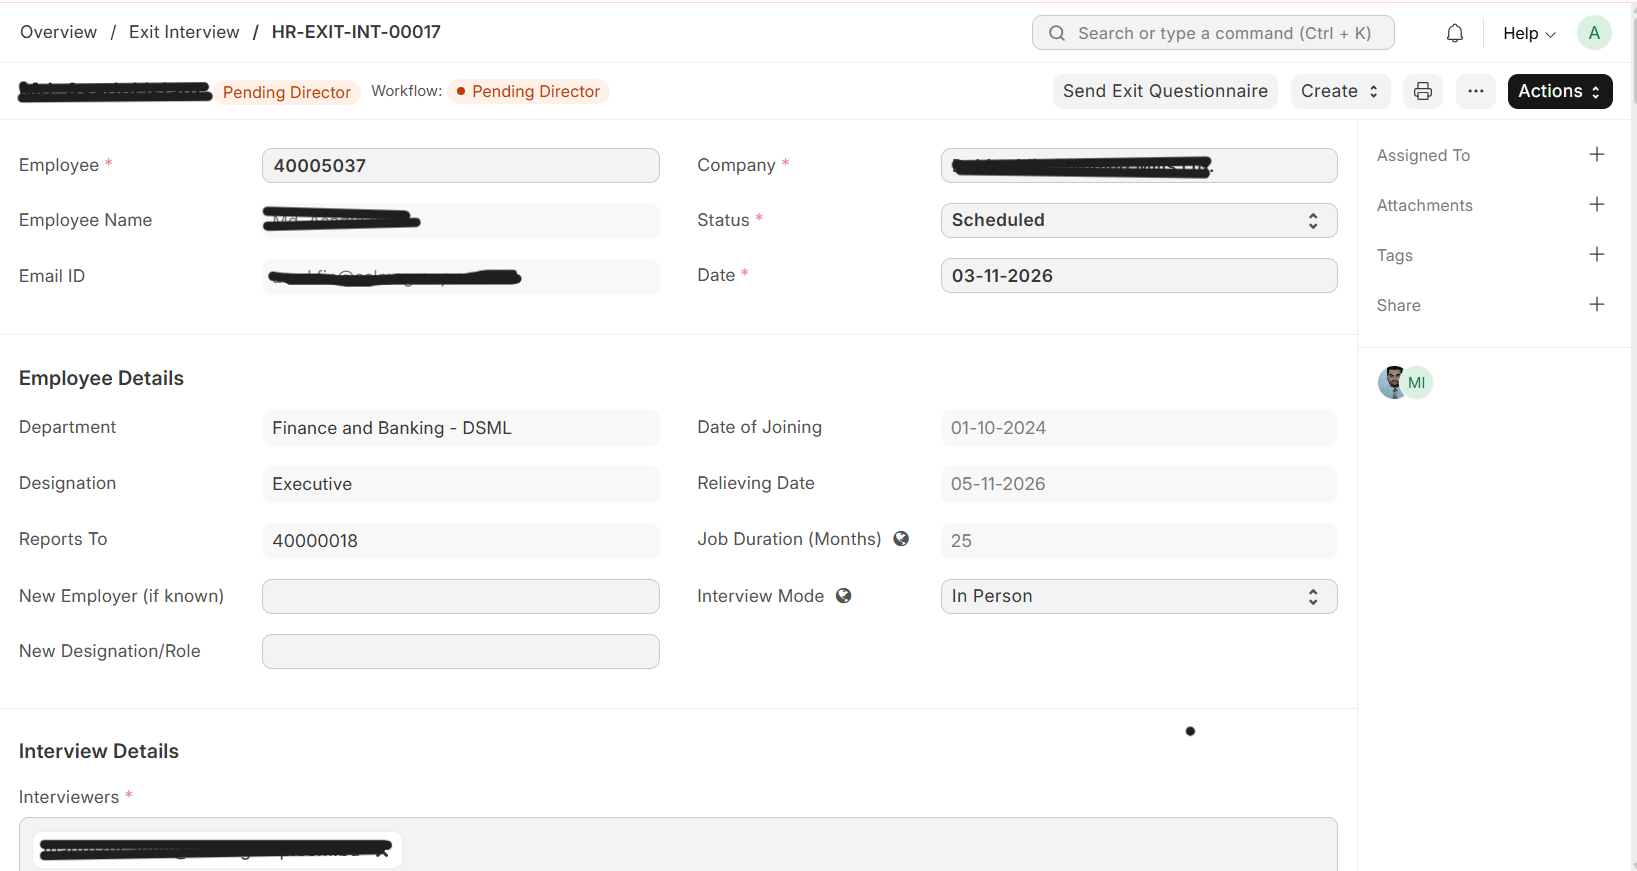 Overview / Exit Interview / HR-EXIT-INT-00017
Search or type a command (Ctrl + K)
Help
A
Pending Director
Workflow: Pending Director
Send Exit Questionnaire
Create
Actions
Employee *
40005037
Company *
Employee Name
Status *
Scheduled
Email ID
Date *
03-11-2026
Assigned To
Attachments
Tags
Share
MI
Employee Details
Department
Finance and Banking - DSML
Date of Joining
01-10-2024
Designation
Executive
Relieving Date
05-11-2026
Reports To
40000018
Job Duration (Months)
25
New Employer (if known)
Interview Mode
In Person
New Designation/Role
Interview Details
Interviewers *